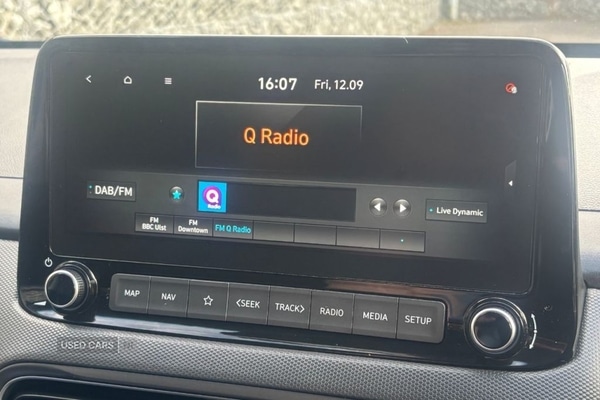 16:07 Fri, 12.09
Q Radio
DAB/FM
Q
Radio
Live Dynamic
FM
BBC Ulst
FM
Downtown
FM Q Radio
MAP
NAV
<SEEK
TRACK>
RADIO
MEDIA
SETUP
USED CARS NI